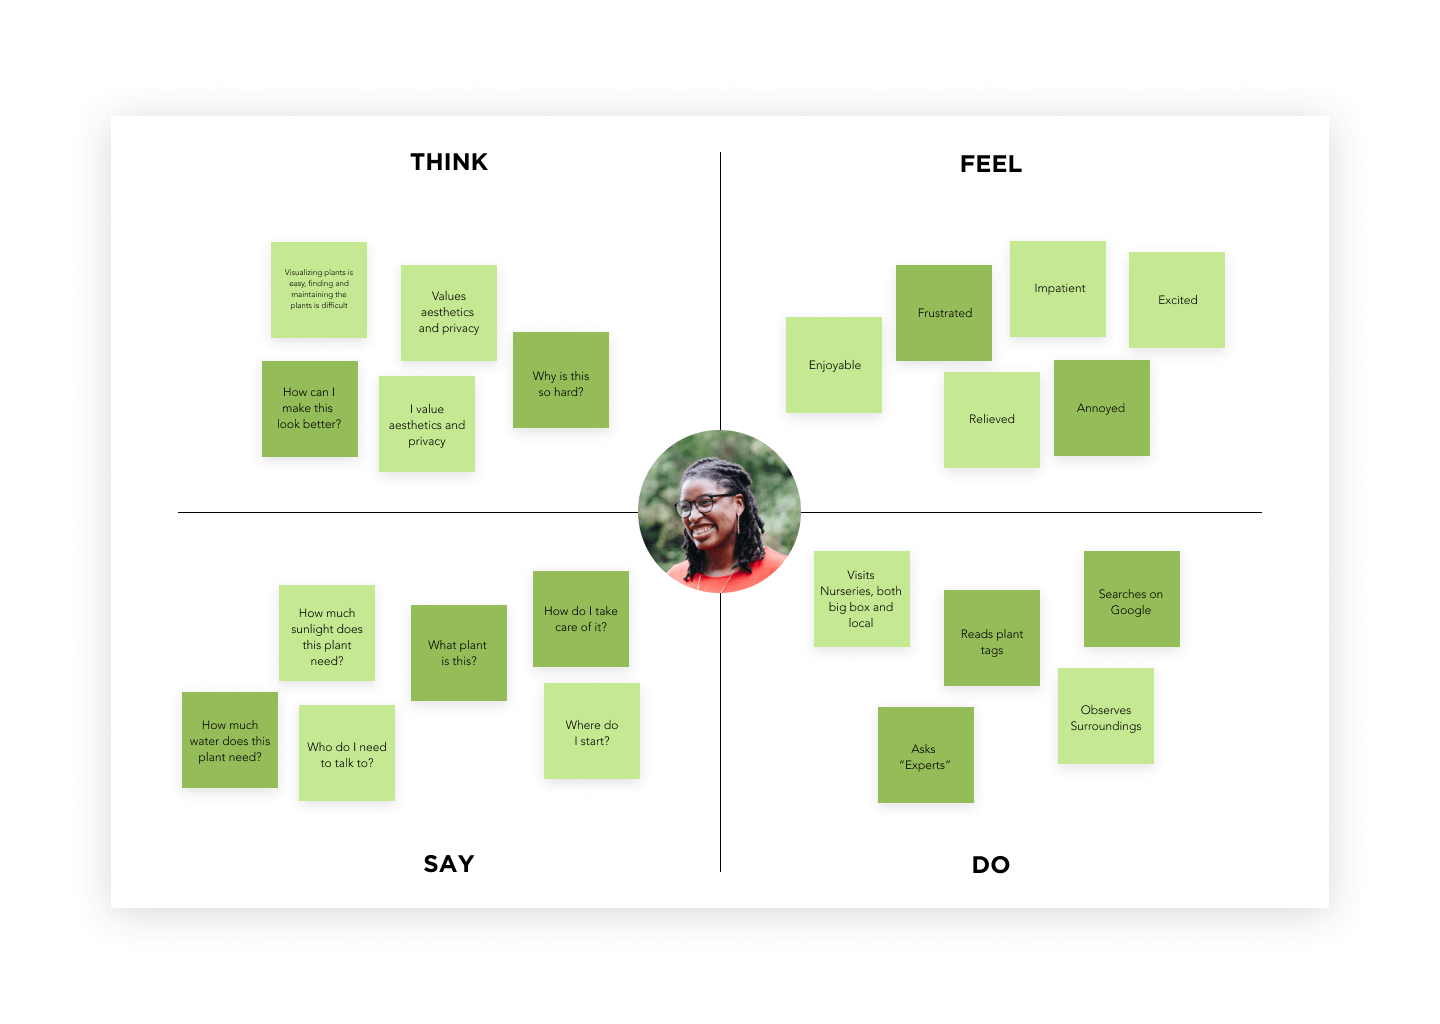 THINK
Visualizing plants is
easy, finding and
maintaining the
plants is difficult
Values
aesthetics
and privacy
Why is this
so hard?
How can I
make this
look better?
I value
aesthetics and
privacy
FEEL
Enjoyable
Frustrated
Impatient
Excited
Relieved
Annoyed
How much
sunlight does
this plant
need?
What plant
is this?
How do I take
care of it?
How much
water does this
plant need?
Who do I need
to talk to?
Where do
I start?
SAY
Visits
Nurseries, both
big box and
local
Reads plant
tags
Searches on
Google
Asks
“Experts”
Observes
Surroundings
DO